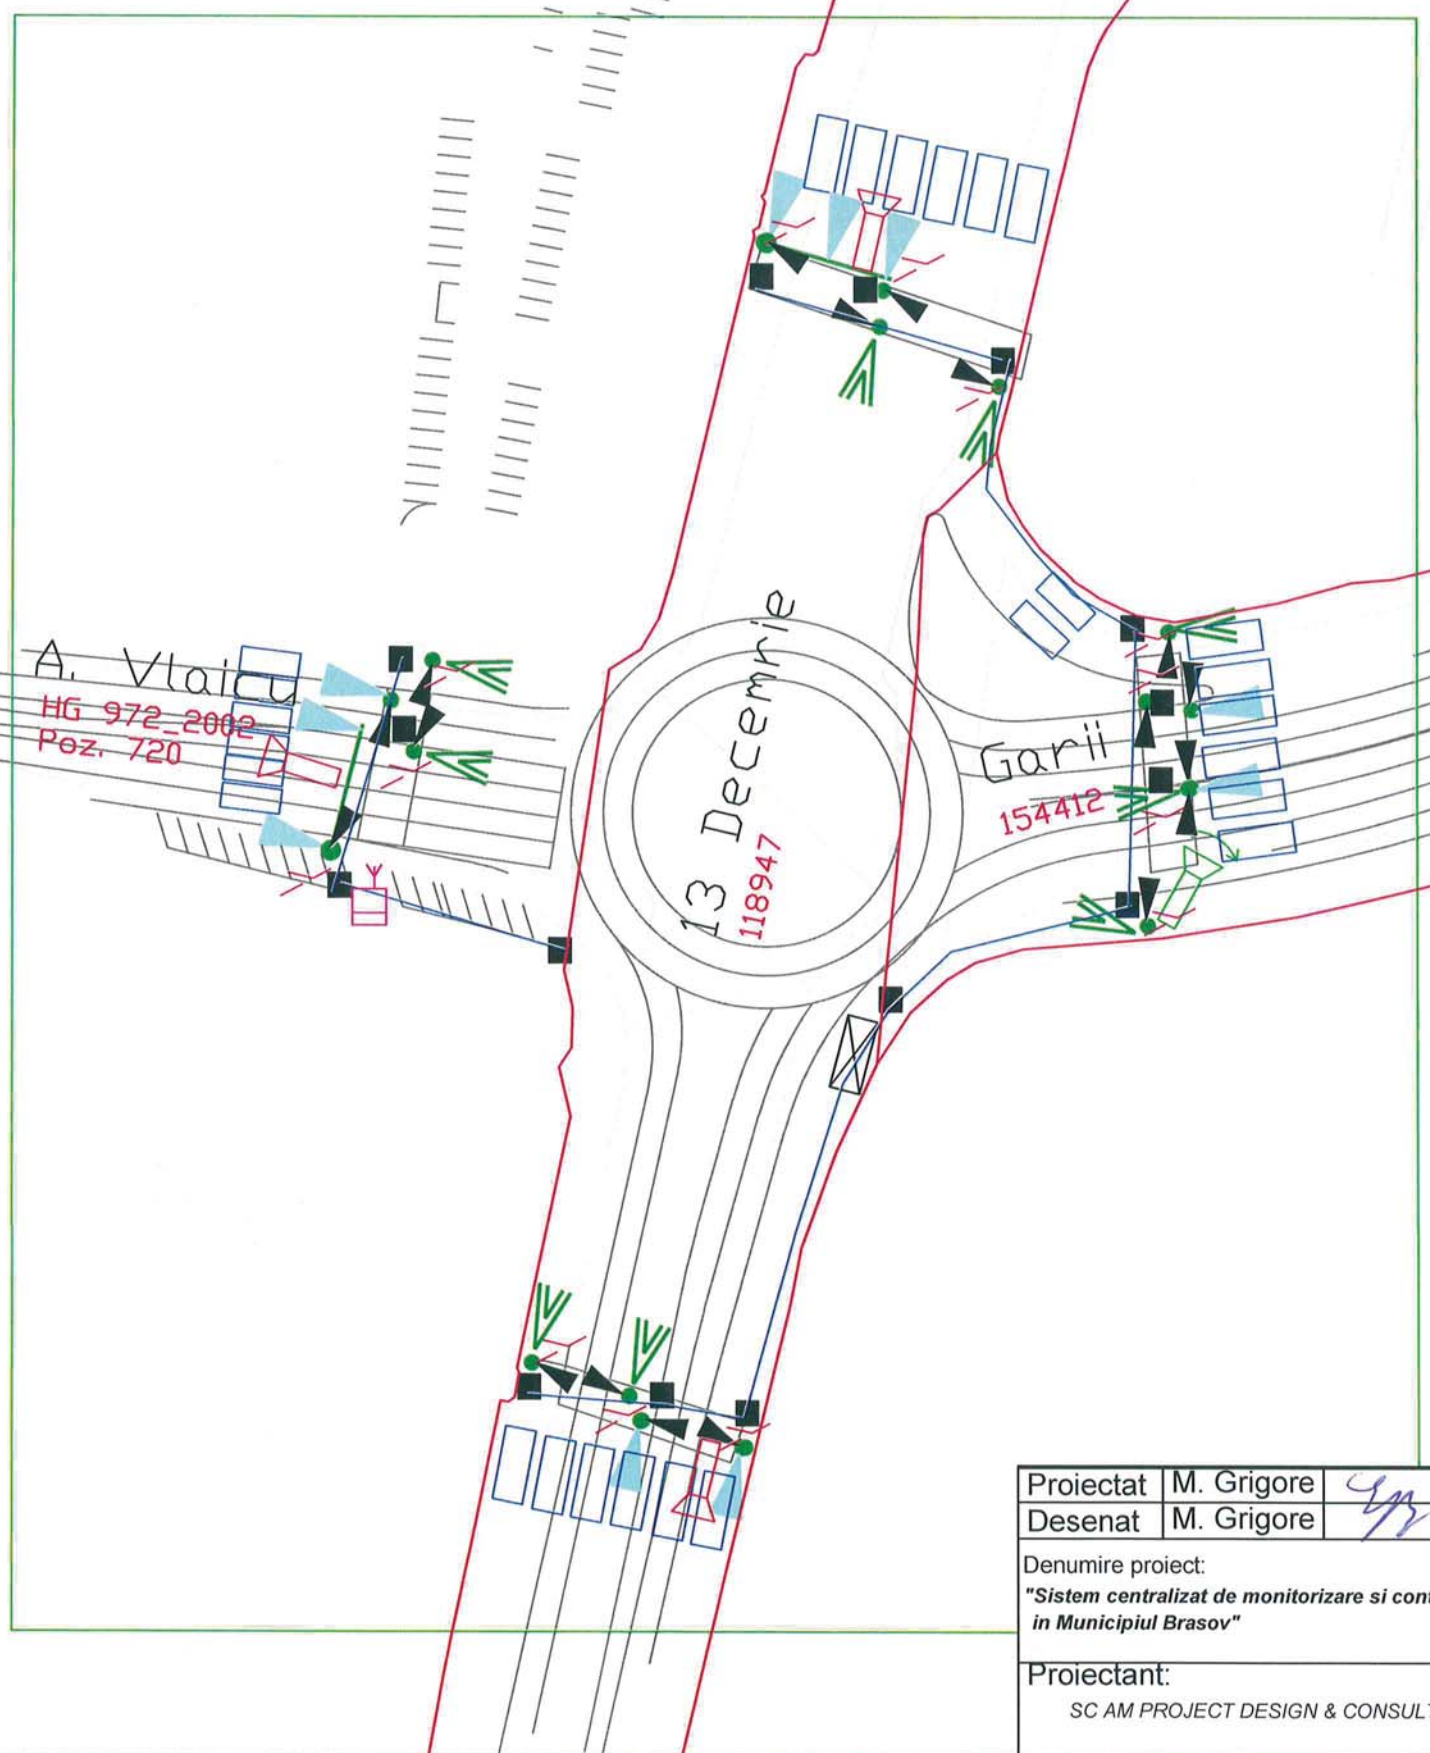 A. Vlaicu
HG 972_2002
Poz. 720
13 Decemrie
118947
Garii
154412
Proiectat M. Grigore
Desenat M. Grigore
Denumire proiect:
"Sistem centralizat de monitorizare si con
in Municipiul Brasov"
Proiectant:
SC AM PROJECT DESIGN & CONSUL